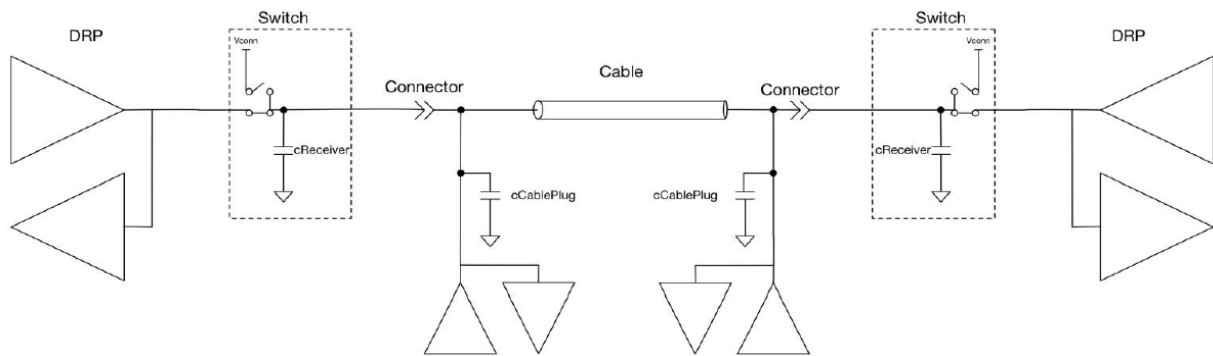 Switch
Switch
DRP
DRP
Vconn
Vconn
Cable
Connector
Connector
cReceiver
cReceiver
cCablePlug
cCablePlug